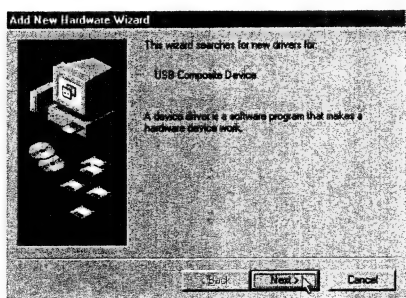 Add New Hardware Wizard
This wizard searches for new drivers for:
USB Composite Device
A device driver is a software program that makes a
hardware device work.
< Back
Next >
Cancel